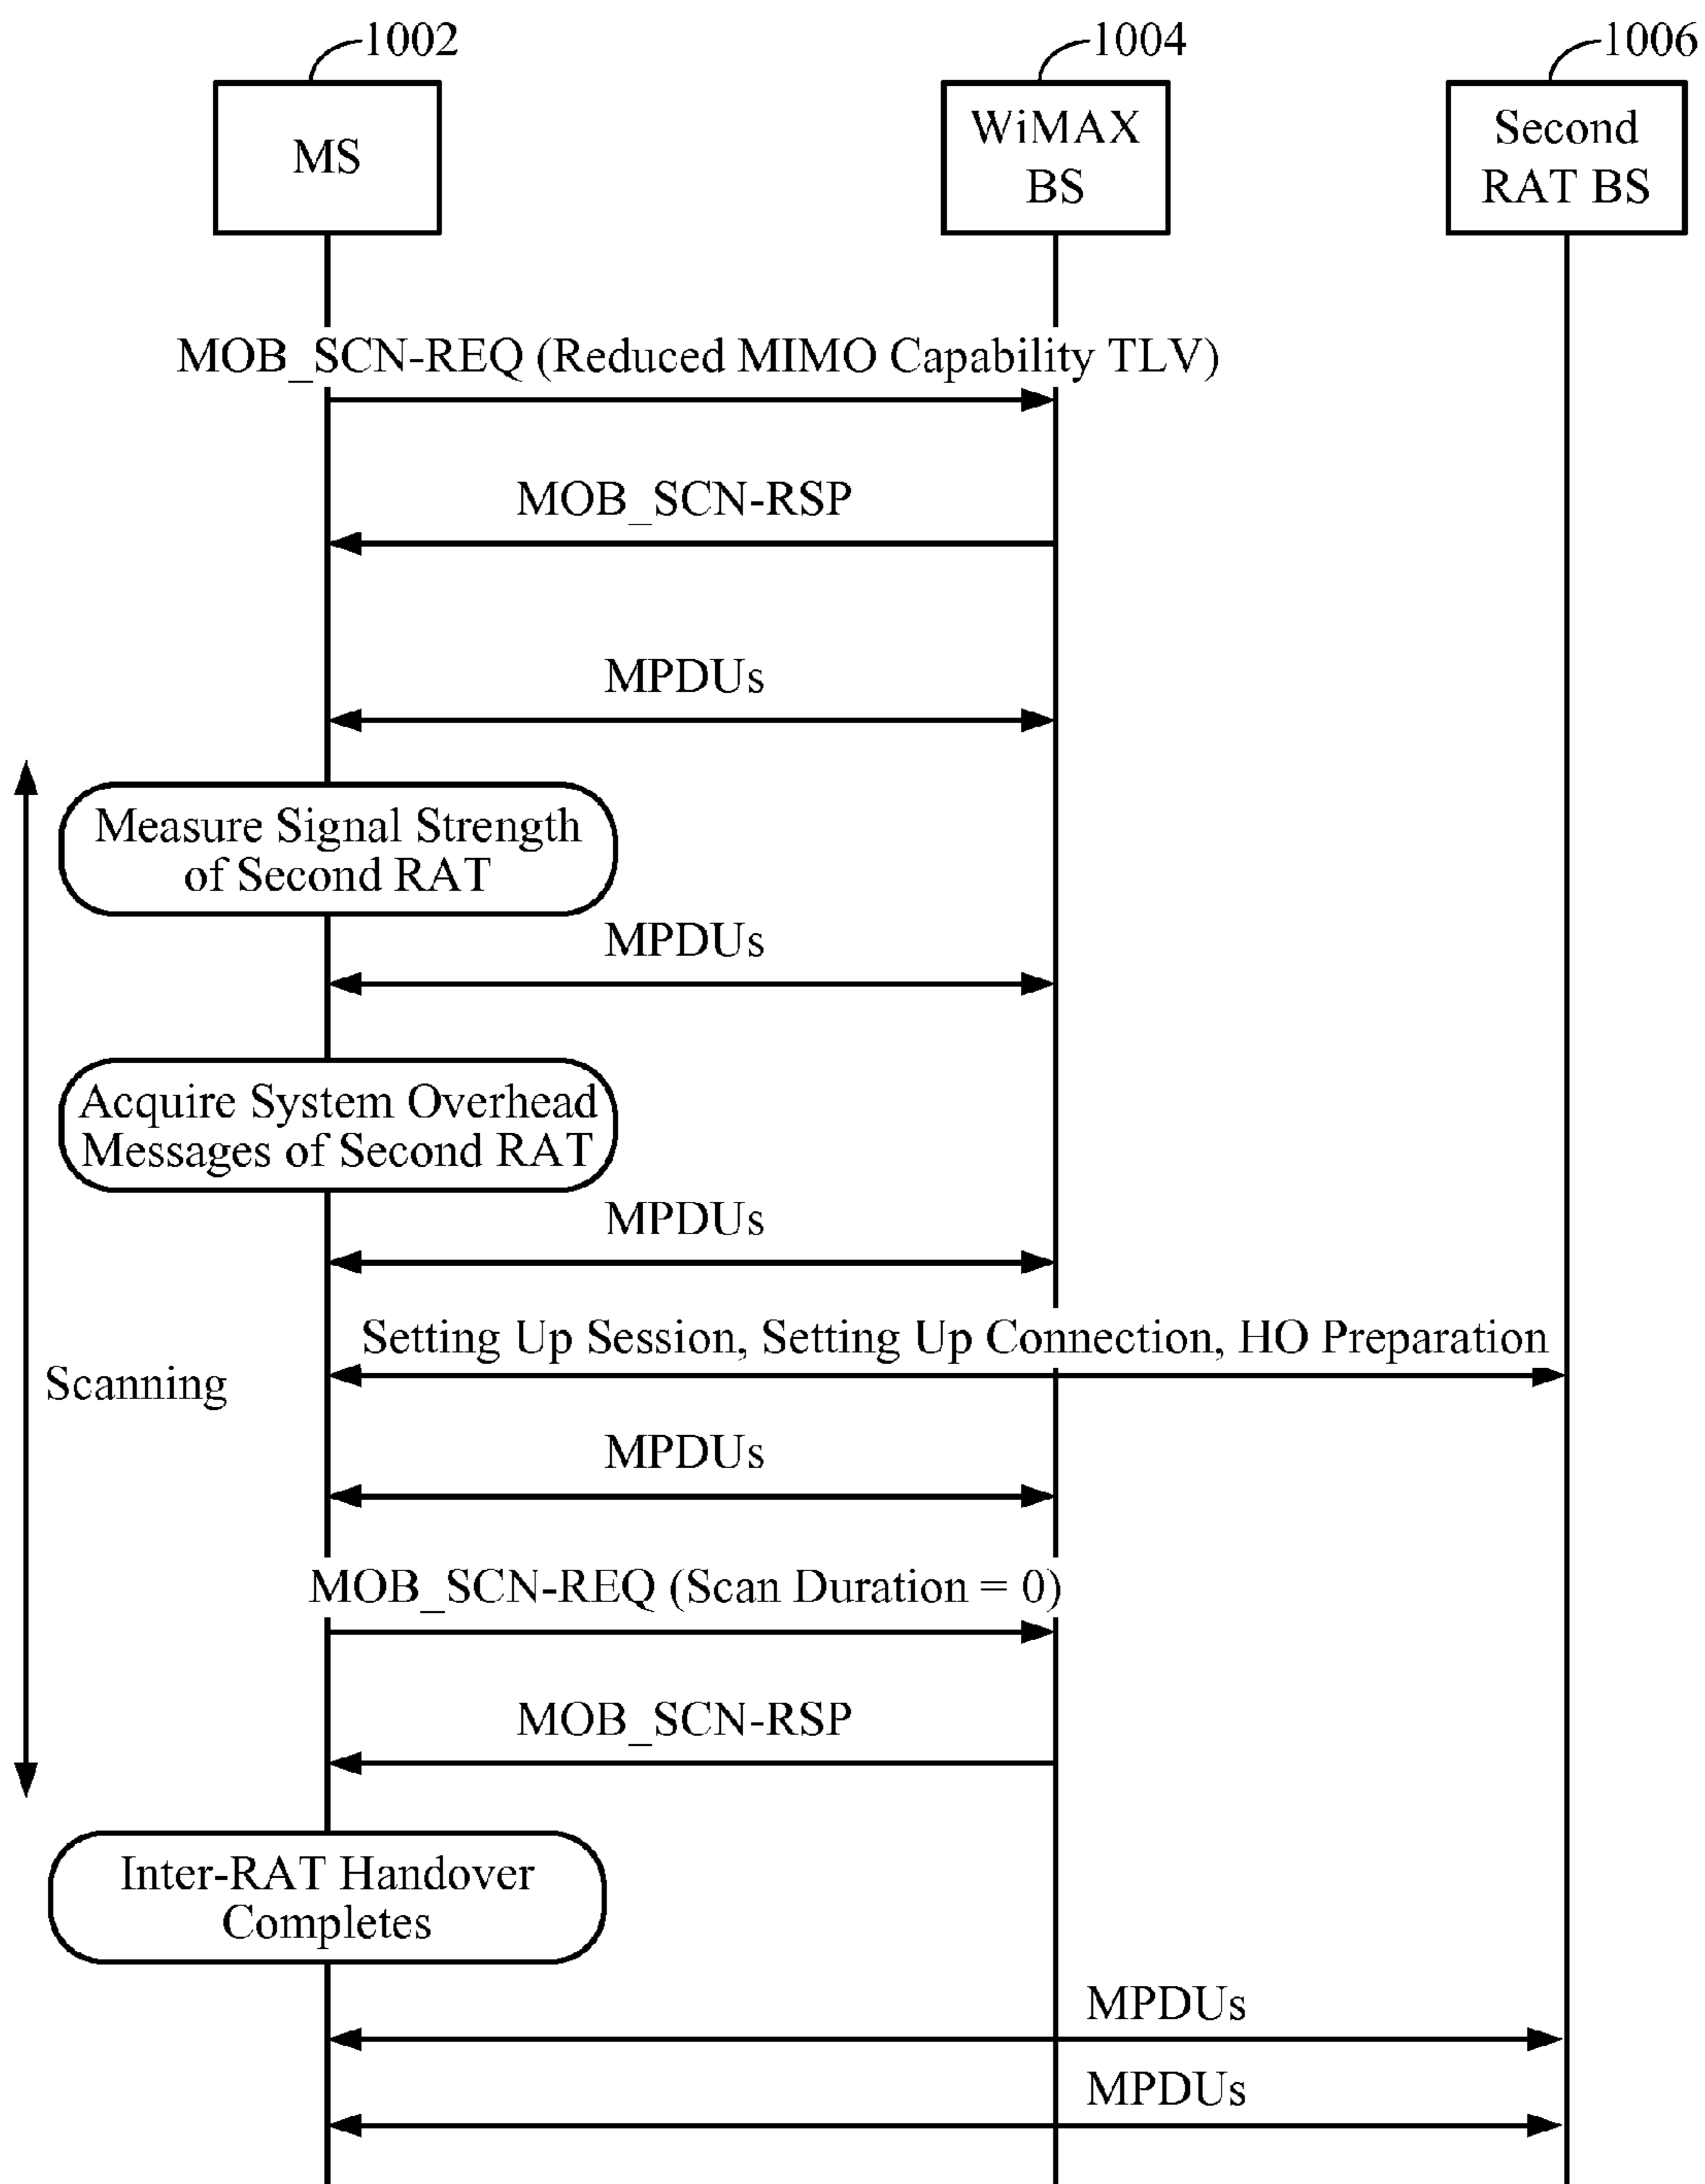 1002
1004
1006
MS
WiMAX
BS
Second
RAT BS
MOB_SCN-REQ (Reduced MIMO Capability TLV)
MOB_SCN-RSP
MPDUs
Measure Signal Strength
of Second RAT
MPDUs
Acquire System Overhead
Messages of Second RAT
MPDUs
Setting Up Session, Setting Up Connection, HO Preparation
Scanning
MPDUs
MOB_SCN-REQ (Scan Duration = 0)
MOB_SCN-RSP
Inter-RAT Handover
Completes
MPDUs
MPDUs